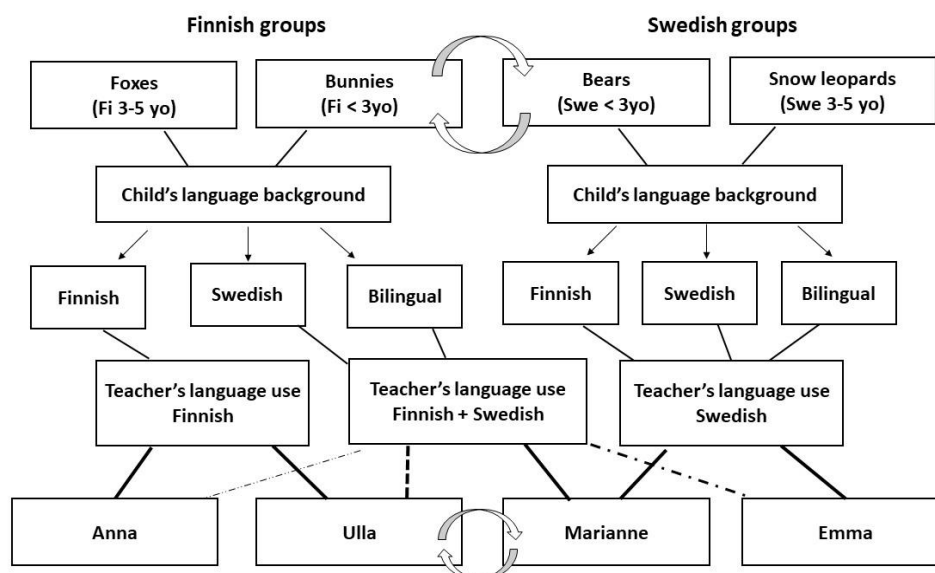 Finnish groups
Swedish groups
Foxes
(Fi 3-5 yo)
Bunnies
(Fi < 3yo)
Bears
(Swe < 3yo)
Snow leopards
(Swe 3-5 yo)
Child’s language background
Child’s language background
Finnish
Swedish
Bilingual
Finnish
Swedish
Bilingual
Teacher’s language use
Finnish
Teacher’s language use
Finnish + Swedish
Teacher’s language use
Swedish
Anna
Ulla
Marianne
Emma